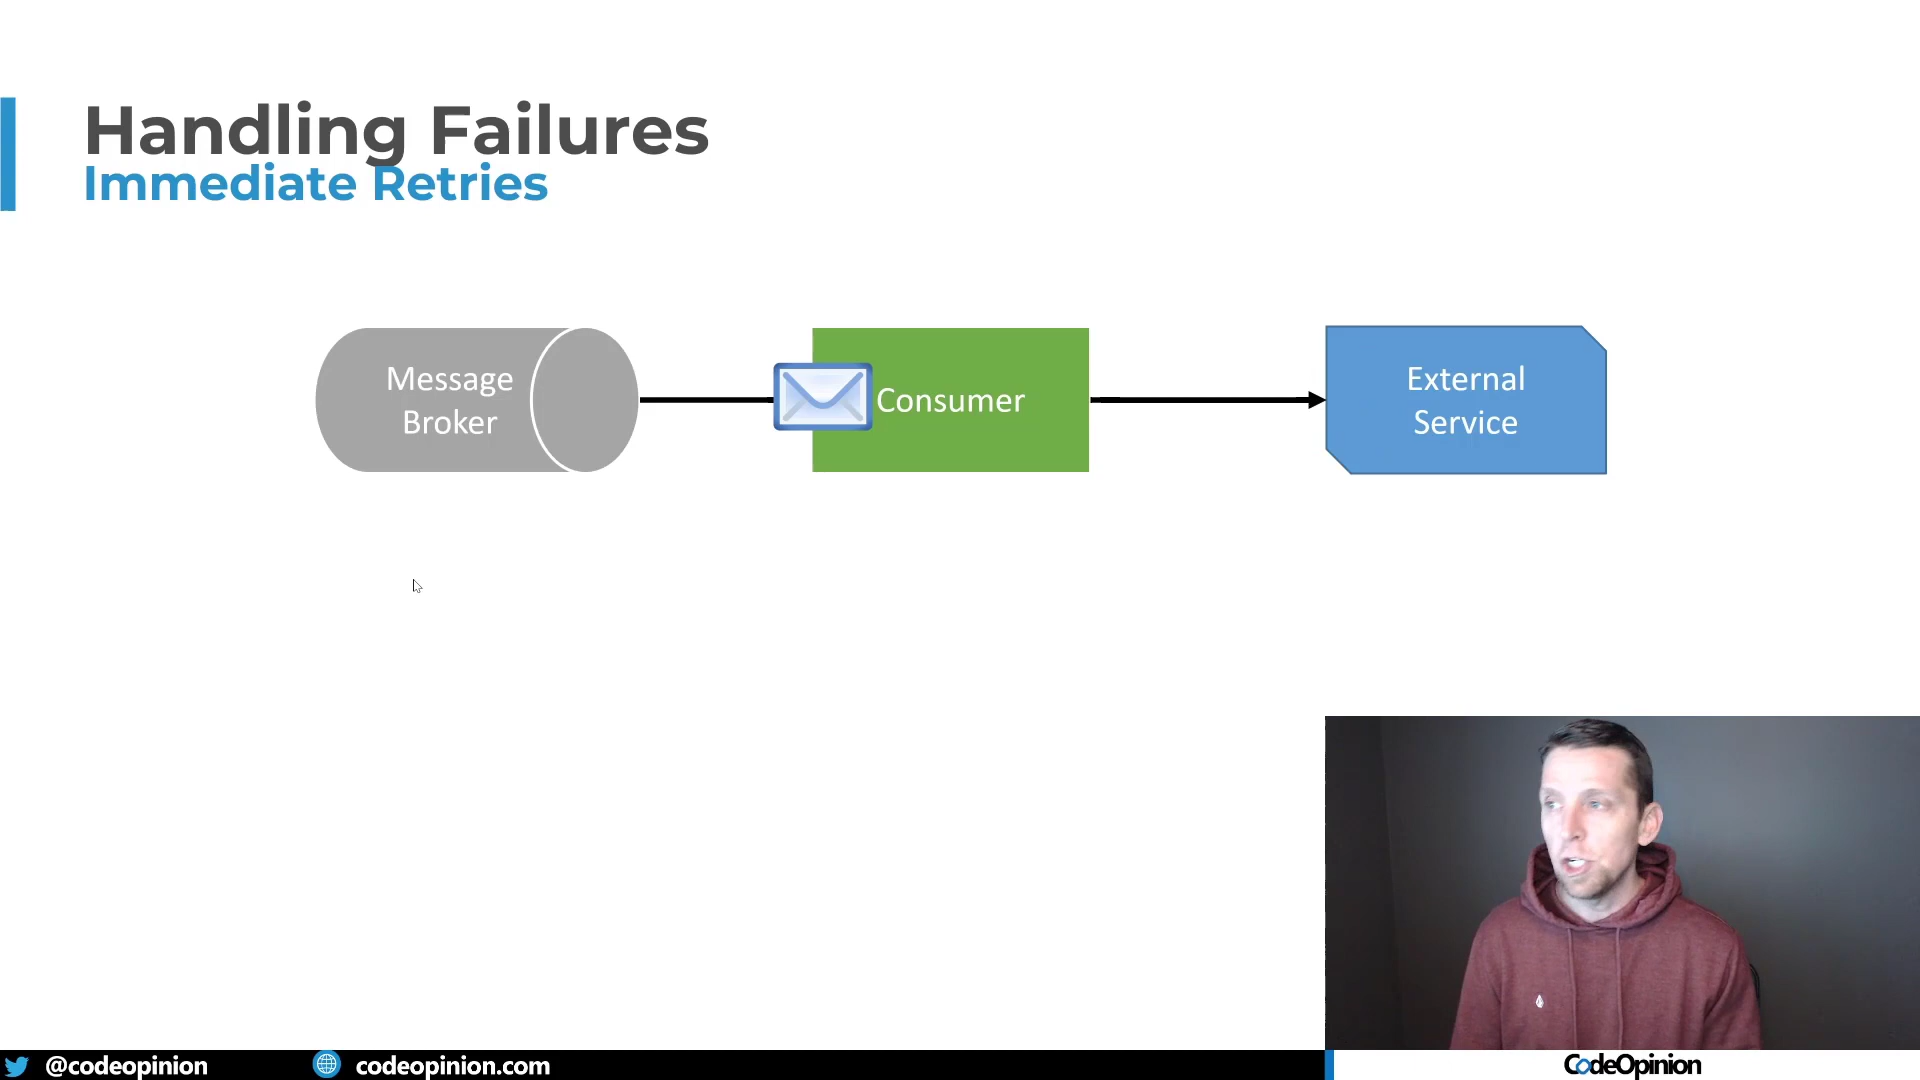 Handling Failures
Immediate Retries
Message
Broker
Consumer
External
Service
@codeopinion
codeopinion.com
CodeOpinion